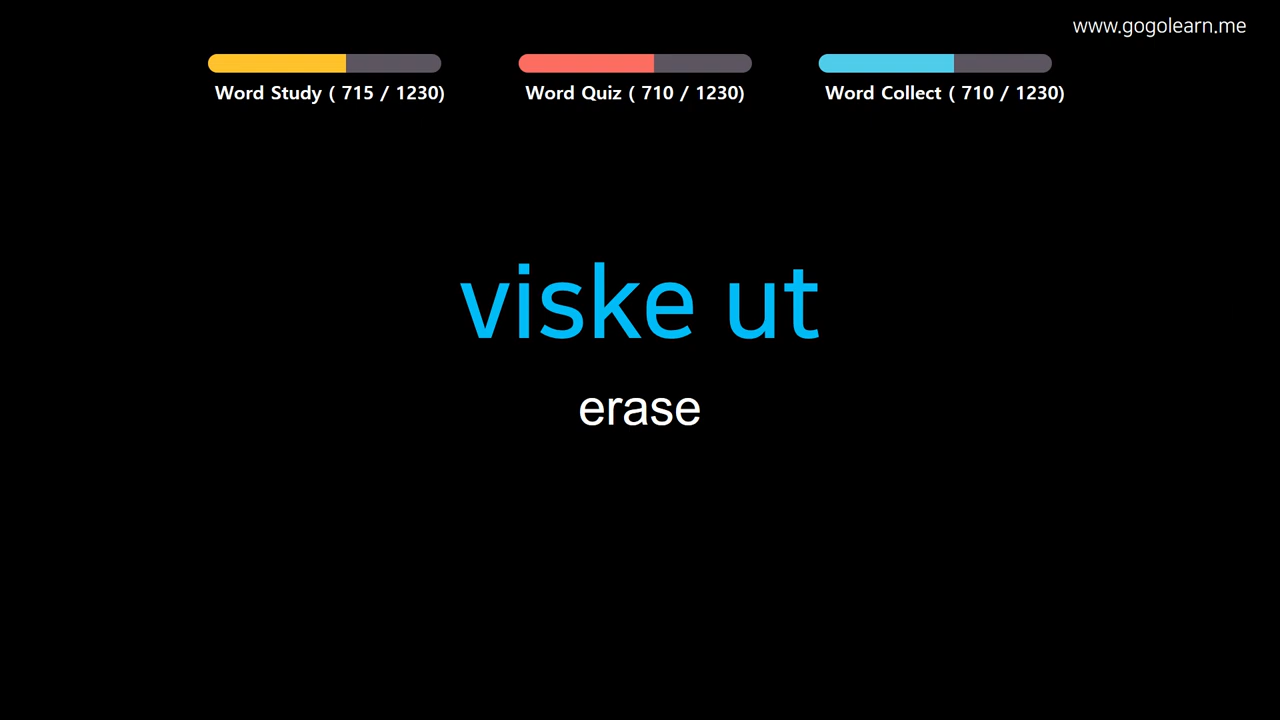 www.gogolearn.me
Word Study ( 715 / 1230)
Word Quiz ( 710 / 1230)
Word Collect ( 710 / 1230)
viske ut
erase